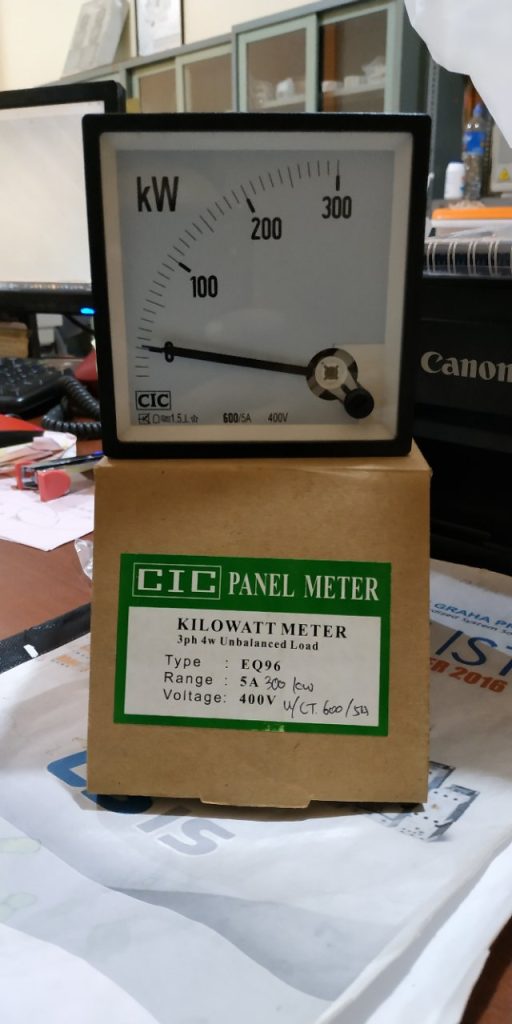 kW
0
100
200
300
CIC
1.5
600/5A 400V
Canon
CIC PANEL METER
KILOWATT METER
3ph 4w Unbalanced Load
Type : EQ96
Range : 5A 300 kw
Voltage: 400V w/CT. 600/5A
GRAHA
IST
2016